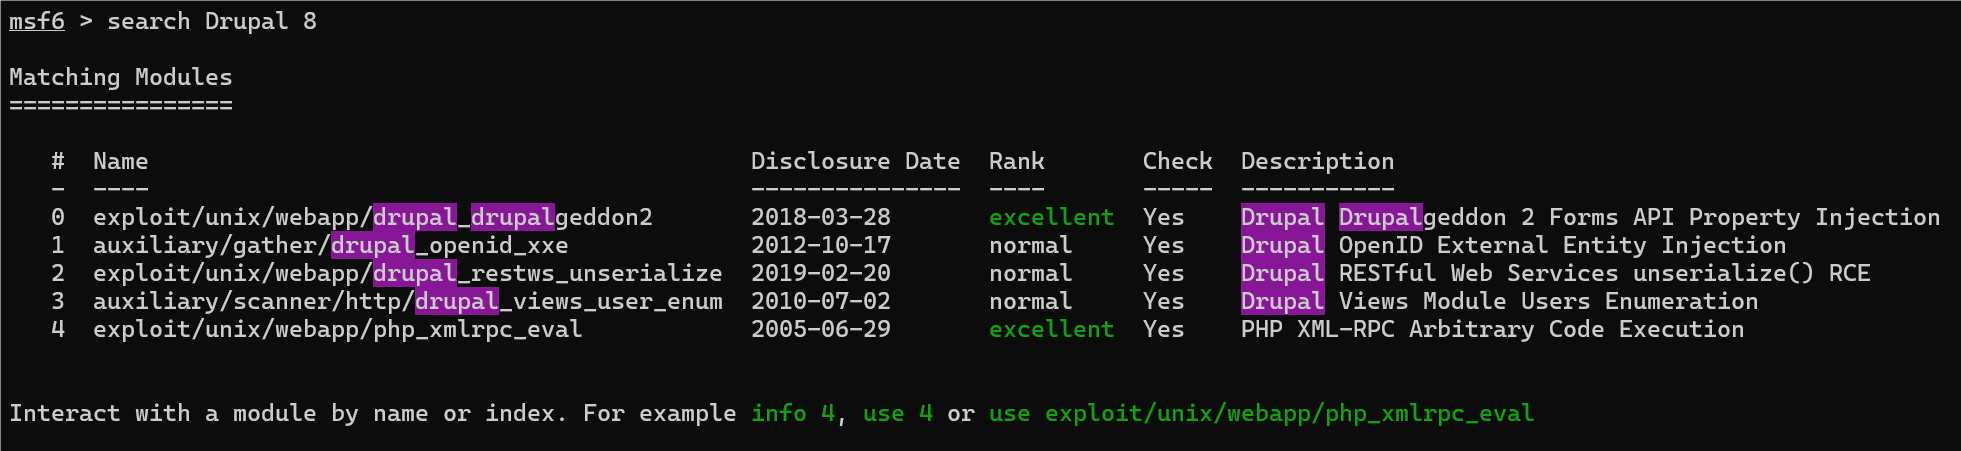 msf6 > search Drupal 8
Matching Modules
================
#  Name                                           Disclosure Date  Rank       Check  Description
-  ----                                           ---------------  ----       -----  -----------
0  exploit/unix/webapp/drupal_drupalgeddon2       2018-03-28       excellent  Yes    Drupal Drupalgeddon 2 Forms API Property Injection
1  auxiliary/gather/drupal_openid_xxe             2012-10-17       normal     Yes    Drupal OpenID External Entity Injection
2  exploit/unix/webapp/drupal_restws_unserialize  2019-02-20       normal     Yes    Drupal RESTful Web Services unserialize() RCE
3  auxiliary/scanner/http/drupal_views_user_enum  2010-07-02       normal     Yes    Drupal Views Module Users Enumeration
4  exploit/unix/webapp/php_xmlrpc_eval            2005-06-29       excellent  Yes    PHP XML-RPC Arbitrary Code Execution
Interact with a module by name or index. For example info 4, use 4 or use exploit/unix/webapp/php_xmlrpc_eval